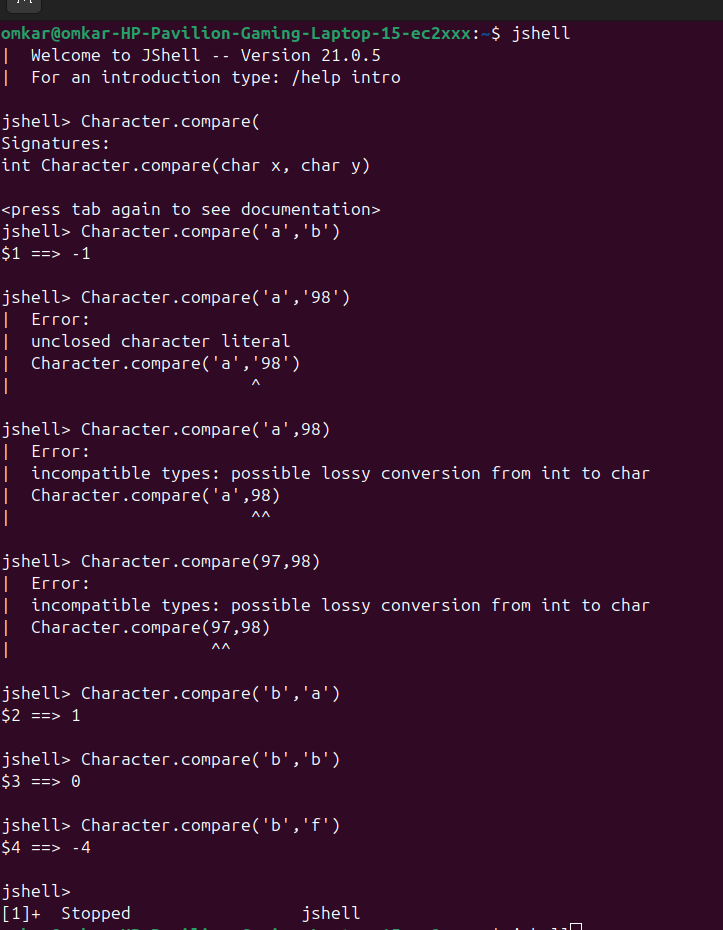 omkar@omkar-HP-Pavilion-Gaming-Laptop-15-ec2xxx:~$ jshell
|  Welcome to JShell -- Version 21.0.5
|  For an introduction type: /help intro

jshell> Character.compare(
Signatures:
int Character.compare(char x, char y)

<press tab again to see documentation>
jshell> Character.compare('a','b')
$1 ==> -1

jshell> Character.compare('a','98')
|  Error:
|  unclosed character literal
|  Character.compare('a','98')
|                        ^

jshell> Character.compare('a',98)
|  Error:
|  incompatible types: possible lossy conversion from int to char
|  Character.compare('a',98)
|                        ^^

jshell> Character.compare(97,98)
|  Error:
|  incompatible types: possible lossy conversion from int to char
|  Character.compare(97,98)
|                    ^^

jshell> Character.compare('b','a')
$2 ==> 1

jshell> Character.compare('b','b')
$3 ==> 0

jshell> Character.compare('b','f')
$4 ==> -4

jshell>
[1]+  Stopped                 jshell